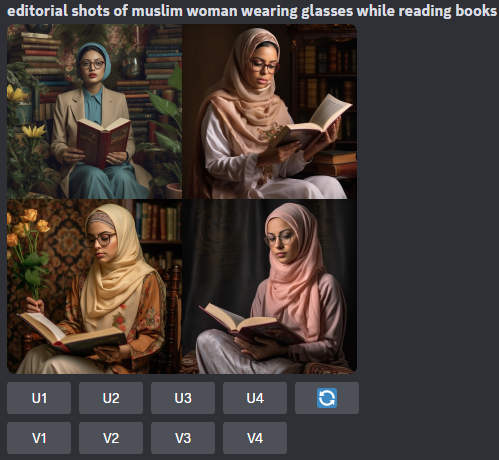 editorial shots of muslim woman wearing glasses while reading books
U1 U2 U3 U4
V1 V2 V3 V4